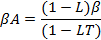 βA = (1 − L)β / (1 − LT)